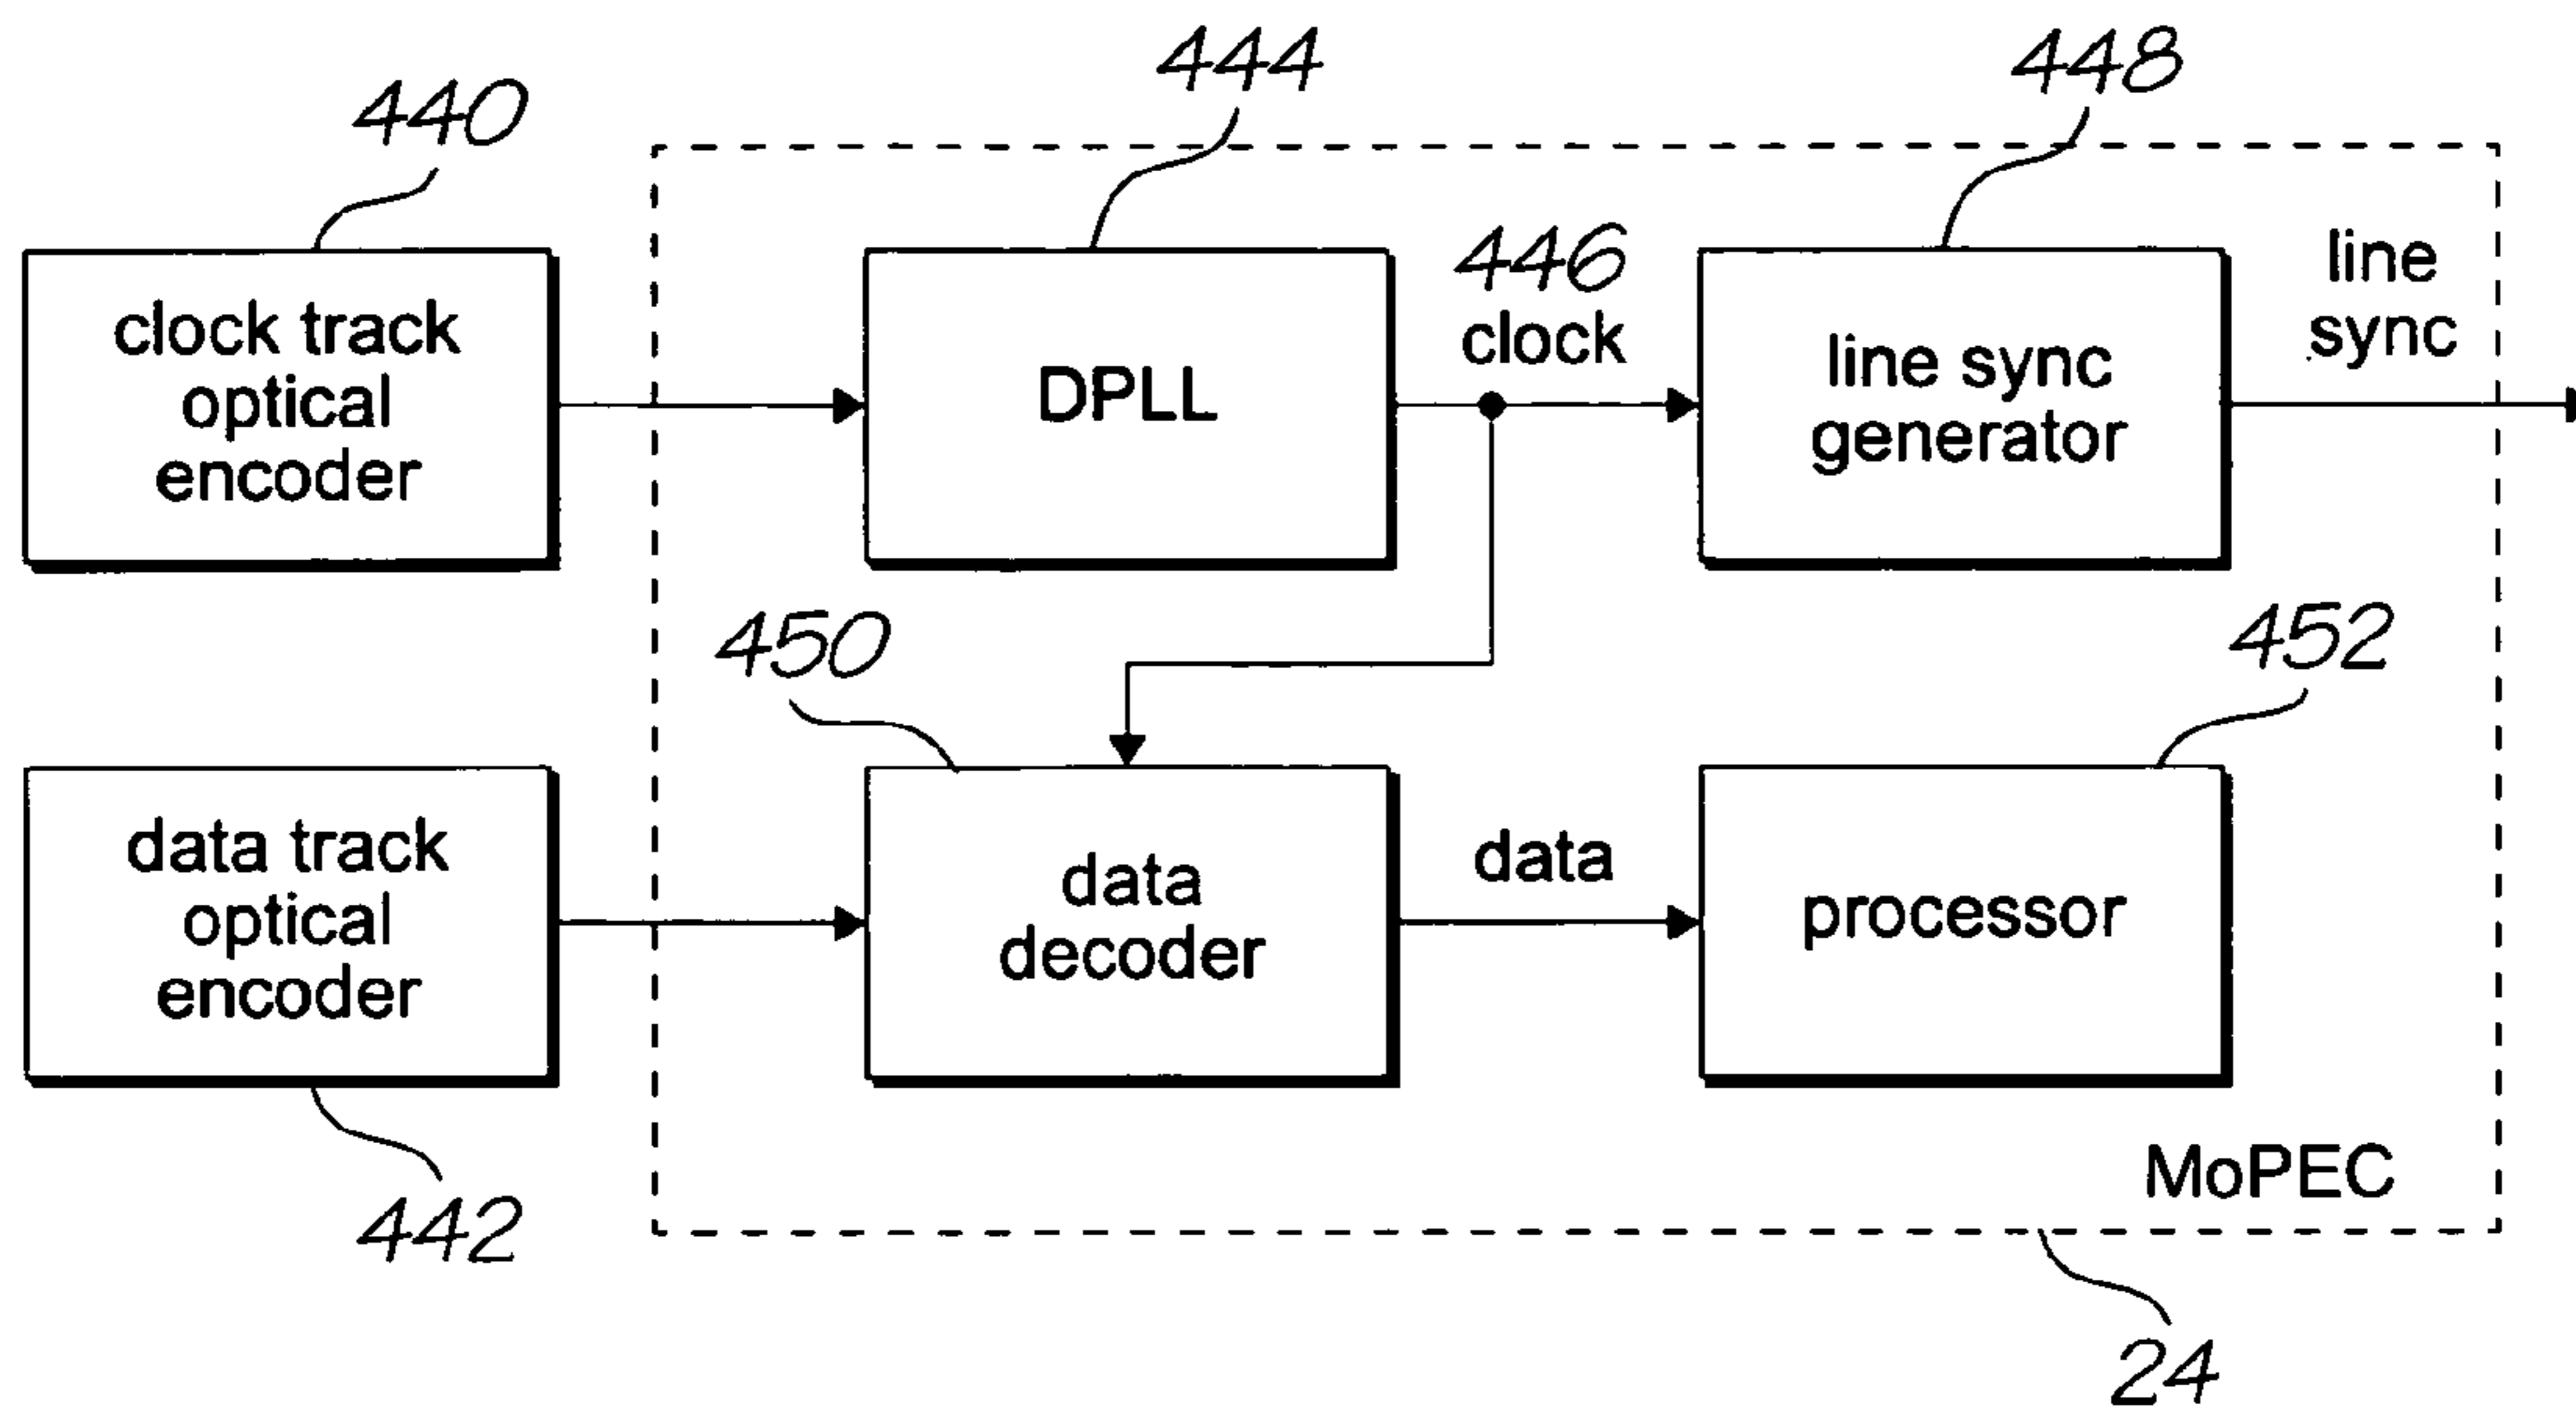 440
444
448
clock track
optical
encoder
DPLL
446
clock
line sync
generator
line
sync
450
452
data track
optical
encoder
data
decoder
data
processor
MoPEC
442
24